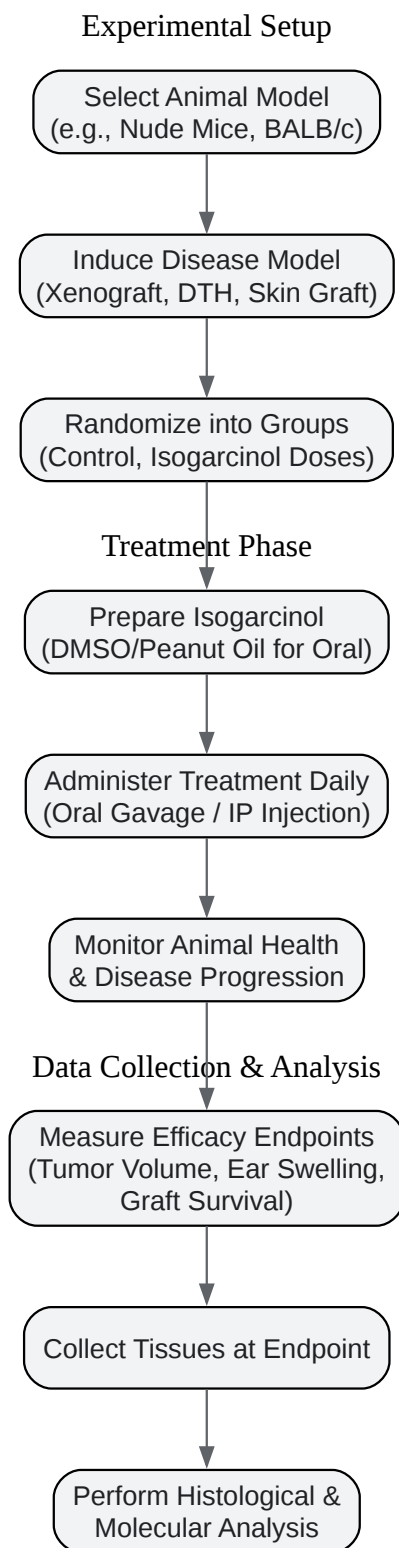 Experimental Setup
Select Animal Model
(e.g., Nude Mice, BALB/c)
Induce Disease Model
(Xenograft, DTH, Skin Graft)
Randomize into Groups
(Control, Isogarcinol Doses)
Treatment Phase
Prepare Isogarcinol
(DMSO/Peanut Oil for Oral)
Administer Treatment Daily
(Oral Gavage / IP Injection)
Monitor Animal Health
& Disease Progression
Data Collection & Analysis
Measure Efficacy Endpoints
(Tumor Volume, Ear Swelling,
Graft Survival)
Collect Tissues at Endpoint
Perform Histological &
Molecular Analysis